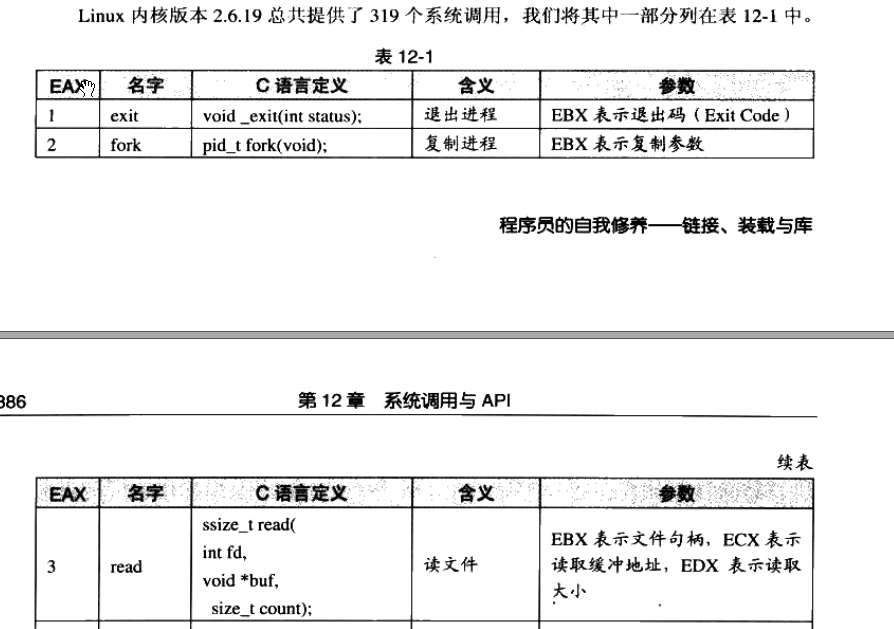 Linux 内核版本 2.6.19 总共提供了 319 个系统调用，我们将其中一部分列在表 12-1 中。
表 12-1
EAX 名字 C 语言定义 含义 参数
1 exit void _exit(int status); 退出进程 EBX 表示退出码（Exit Code）
2 fork pid_t fork(void); 复制进程 EBX 表示复制参数
程序员的自我修养——链接、装载与库
386 第 12 章 系统调用与 API
续表
EAX 名字 C 语言定义 含义 参数
3 read
ssize_t read(
int fd,
void *buf,
size_t count);
读文件
EBX 表示文件句柄，ECX 表示
读取缓冲地址，EDX 表示读取
大小